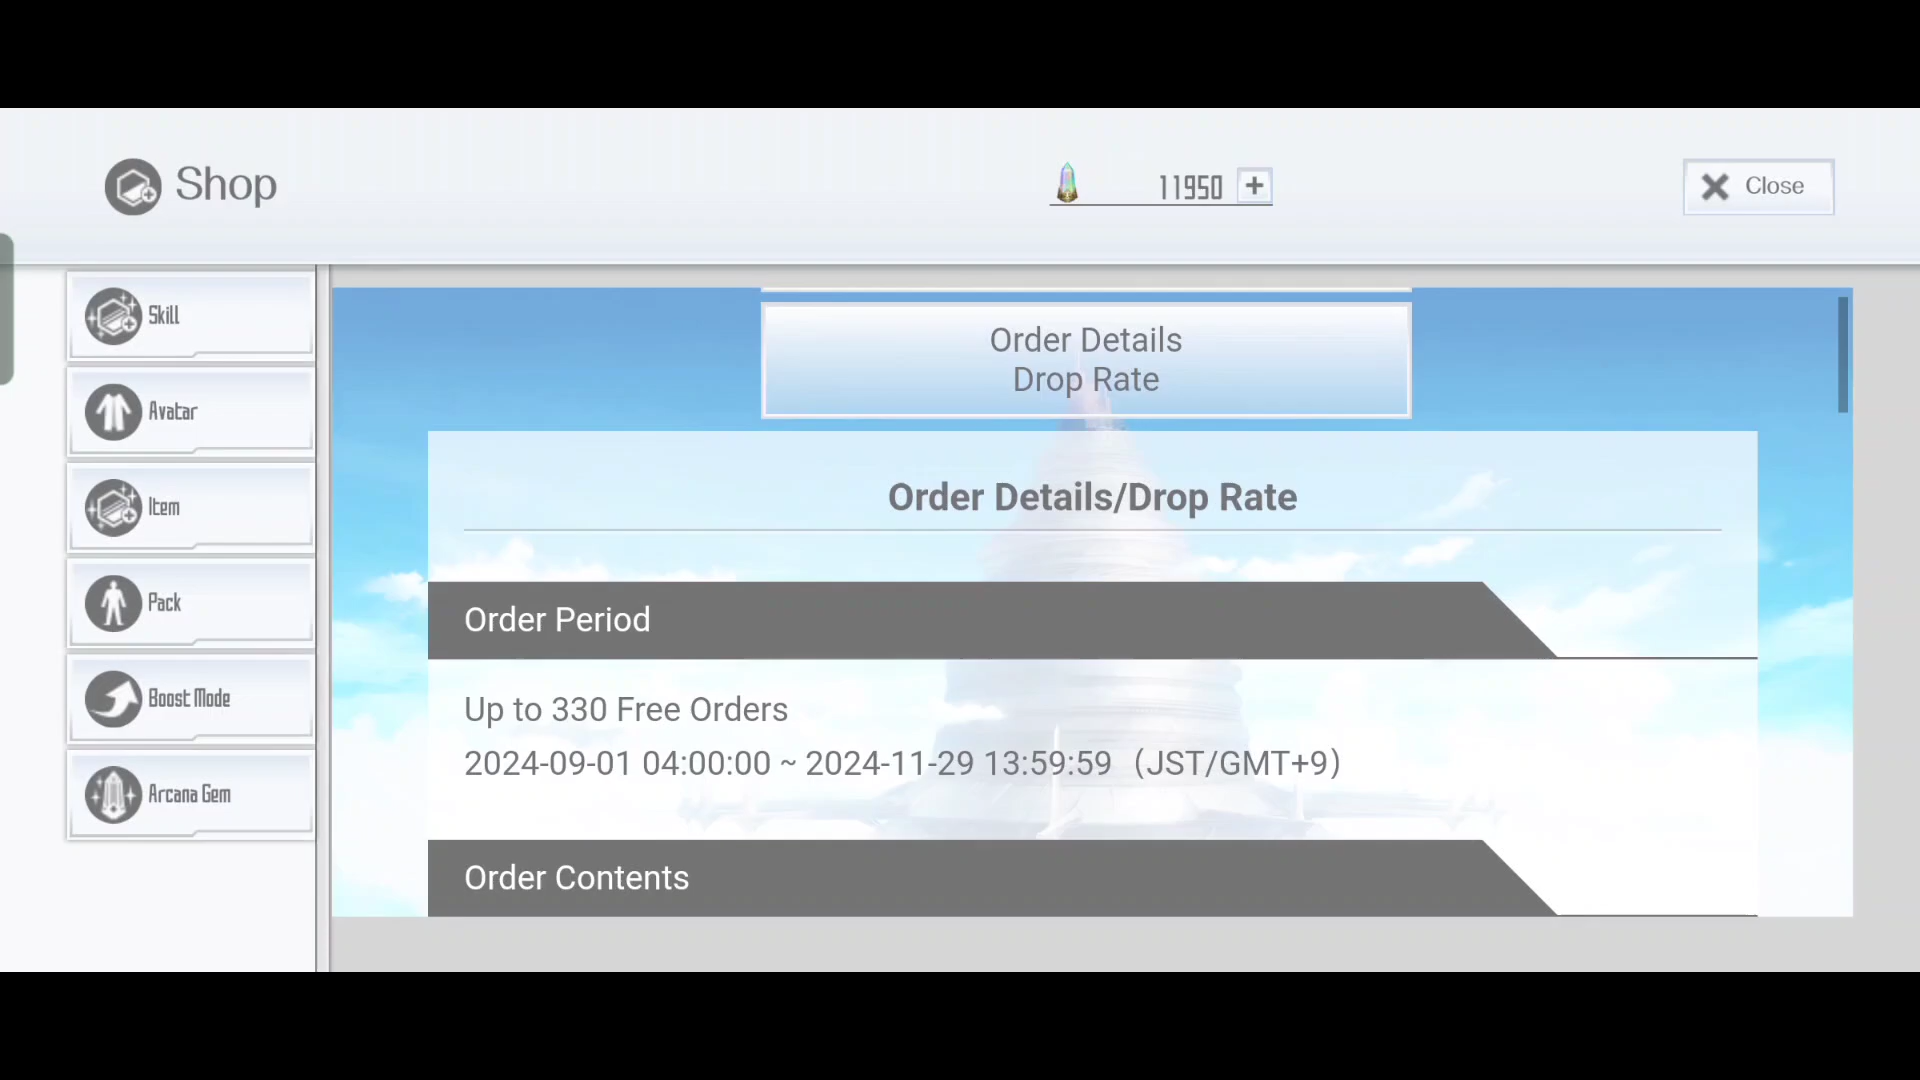 Shop
11950
Close
Skill
Avatar
Item
Pack
Boost Mode
Arcana Gem
Order Details
Drop Rate
Order Details/Drop Rate
Order Period
Up to 330 Free Orders
2024-09-01 04:00:00 ~ 2024-11-29 13:59:59（JST/GMT+9）
Order Contents